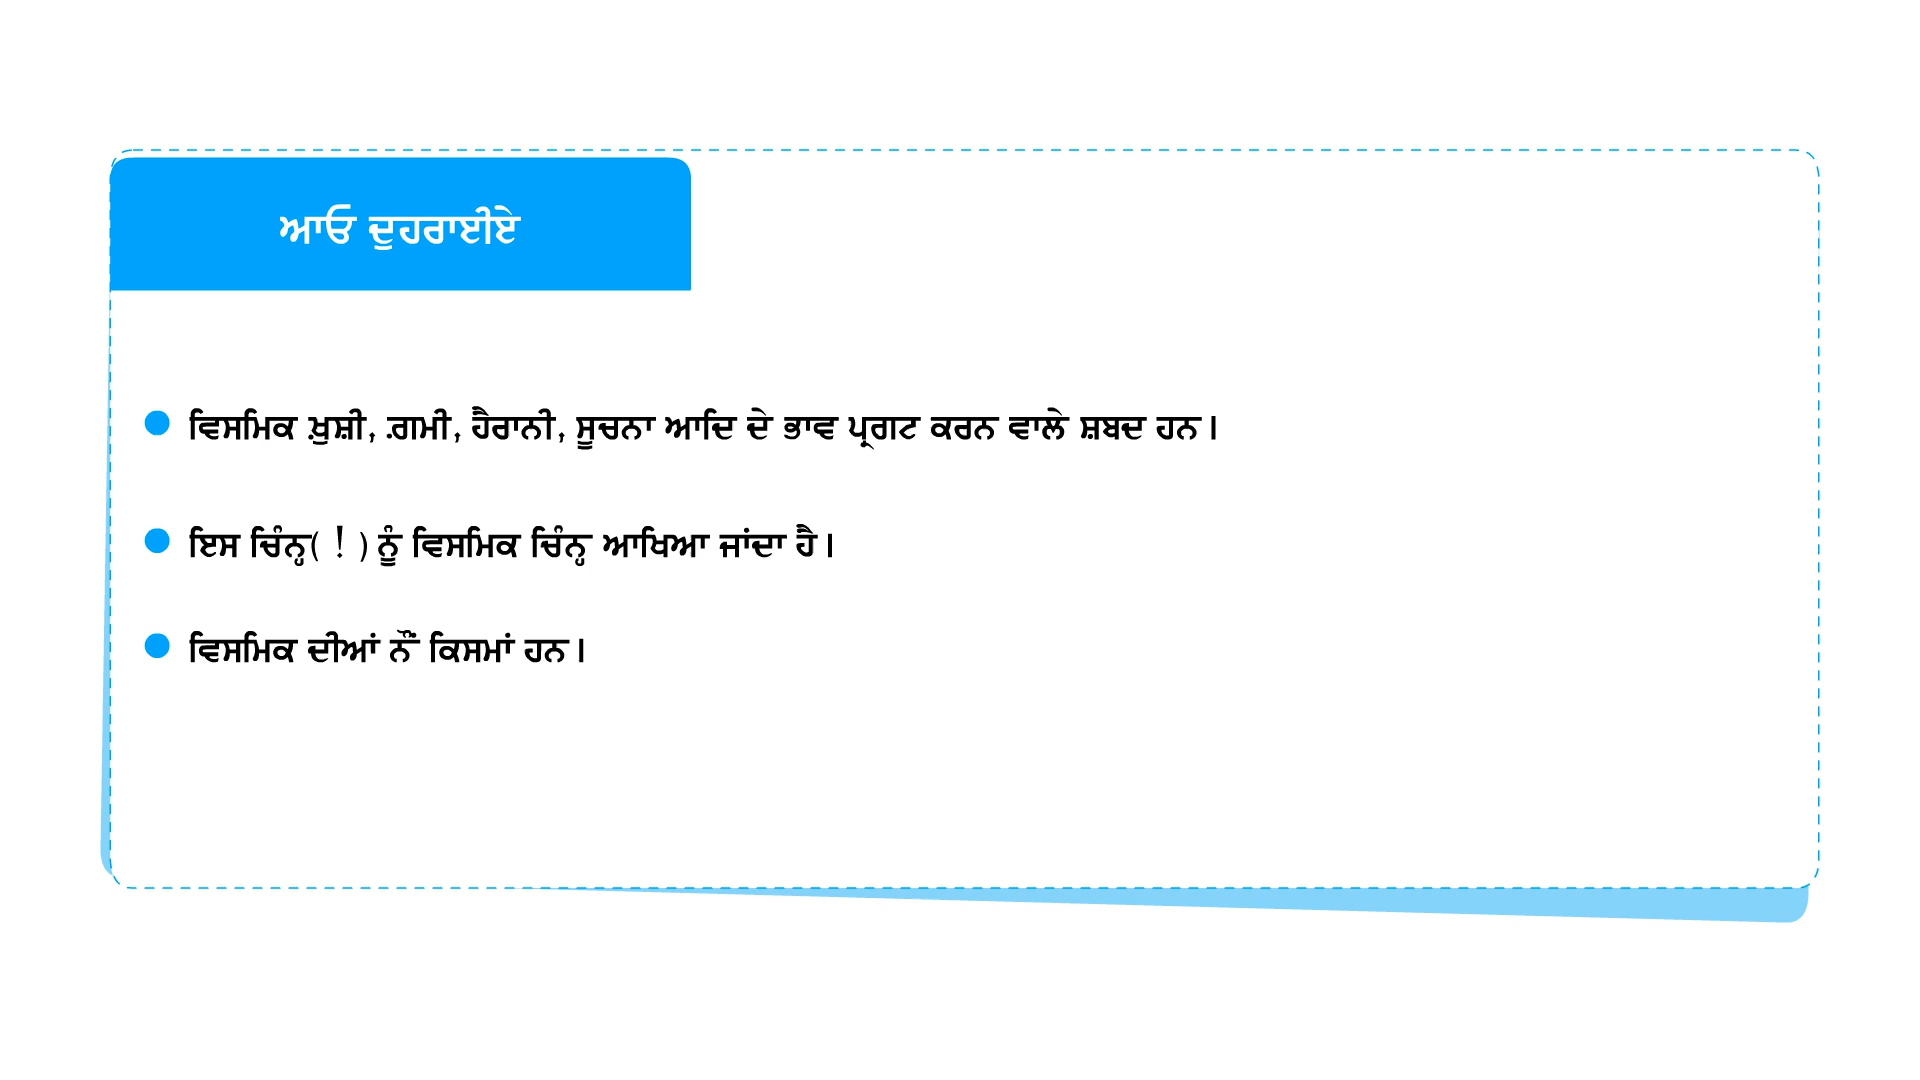 ਆਓ ਦੁਹਰਾਈਏ
ਵਿਸਮਿਕ ਖ਼ੁਸ਼ੀ, ਗ਼ਮੀ, ਹੈਰਾਨੀ, ਸੂਚਨਾ ਆਦਿ ਦੇ ਭਾਵ ਪ੍ਰਗਟ ਕਰਨ ਵਾਲੇ ਸ਼ਬਦ ਹਨ।
ਇਸ ਚਿੰਨ੍ਹ( ! ) ਨੂੰ ਵਿਸਮਿਕ ਚਿੰਨ੍ਹ ਆਖਿਆ ਜਾਂਦਾ ਹੈ।
ਵਿਸਮਿਕ ਦੀਆਂ ਨੌਂ ਕਿਸਮਾਂ ਹਨ।